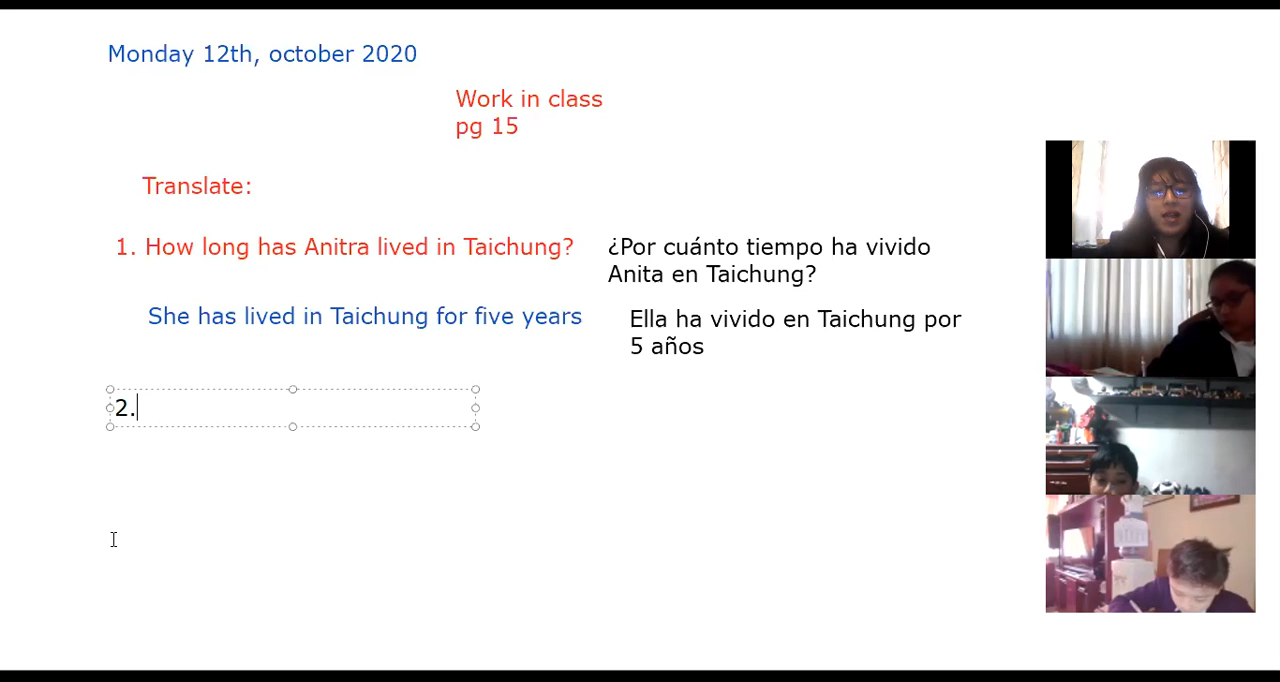 Monday 12th, october 2020
Work in class
pg 15
Translate:
1. How long has Anitra lived in Taichung?
¿Por cuánto tiempo ha vivido
Anita en Taichung?
She has lived in Taichung for five years
Ella ha vivido en Taichung por
5 años
2.